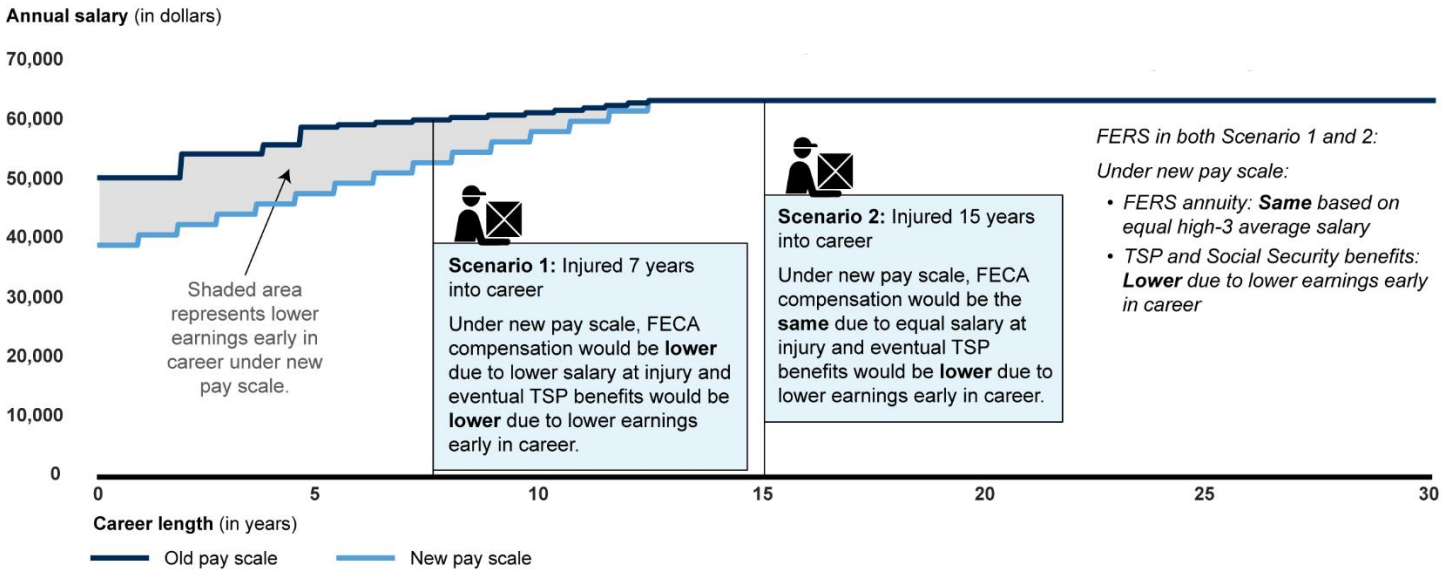 Annual salary (in dollars)
70,000
60,000
50,000
40,000
30,000
20,000
10,000
0
Shaded area
represents lower
earnings early in
career under new
pay scale.
Scenario 1: Injured 7 years
into career
Under new pay scale, FECA
compensation would be lower
due to lower salary at injury and
eventual TSP benefits would be
lower due to lower earnings
early in career.
Scenario 2: Injured 15 years
into career
Under new pay scale, FECA
compensation would be the
same due to equal salary at
injury and eventual TSP
benefits would be lower due to
lower earnings early in career.
FERS in both Scenario 1 and 2:
Under new pay scale:
• FERS annuity: Same based on
equal high-3 average salary
• TSP and Social Security benefits:
Lower due to lower earnings early
in career
0 5 10 15 20 25 30
Career length (in years)
Old pay scale New pay scale